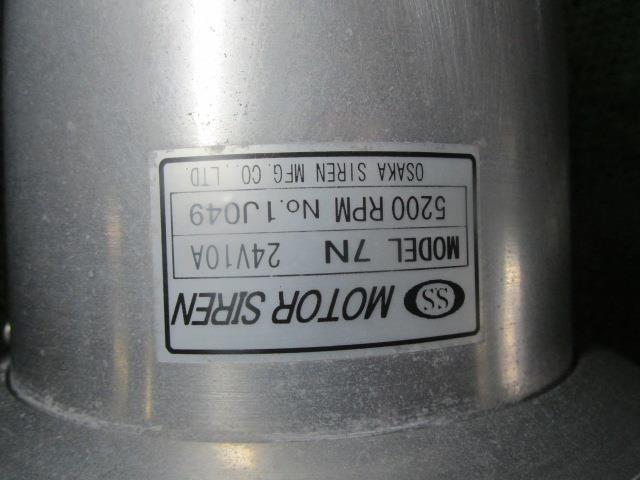 SS MOTOR SIREN
MODEL 7N 24V10A
5200 RPM No.1J049
OSAKA SIREN MFG. CO., LTD.